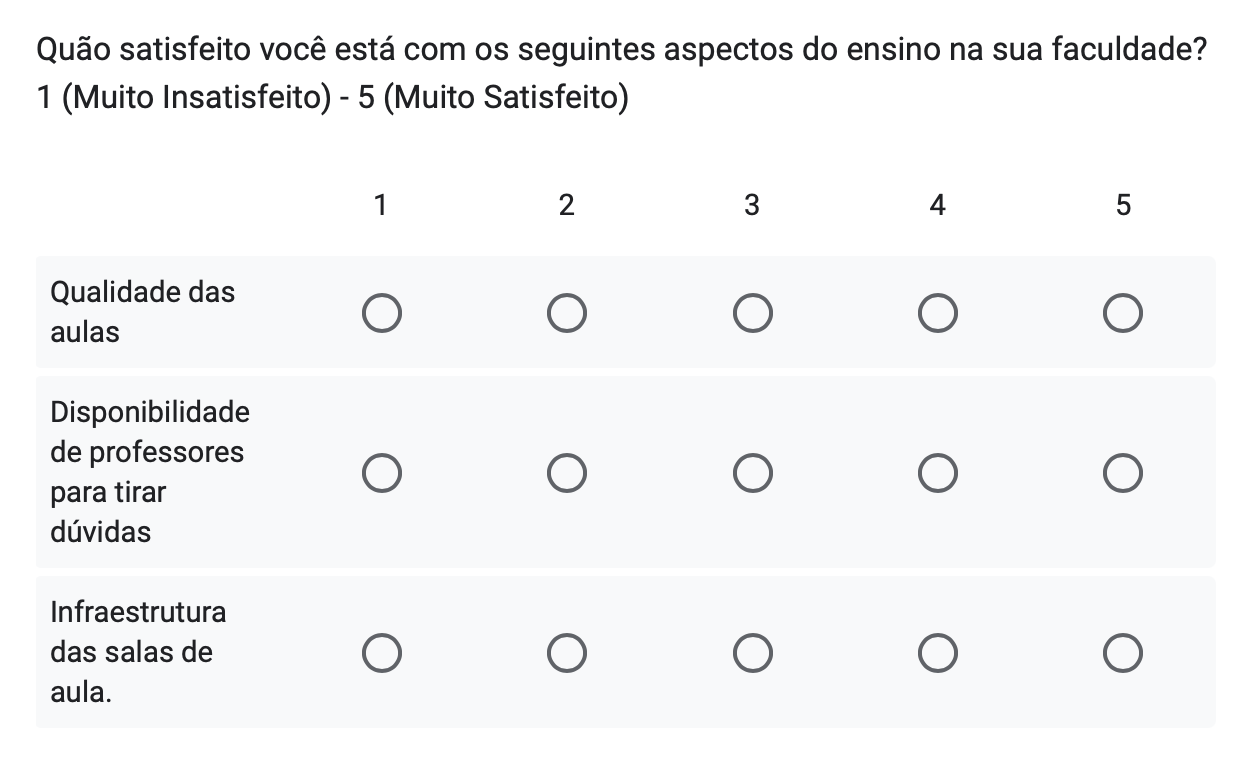 Quão satisfeito você está com os seguintes aspectos do ensino na sua faculdade?
1 (Muito Insatisfeito) - 5 (Muito Satisfeito)
1 2 3 4 5
Qualidade das
aulas
Disponibilidade
de professores
para tirar
dúvidas
Infraestrutura
das salas de
aula.